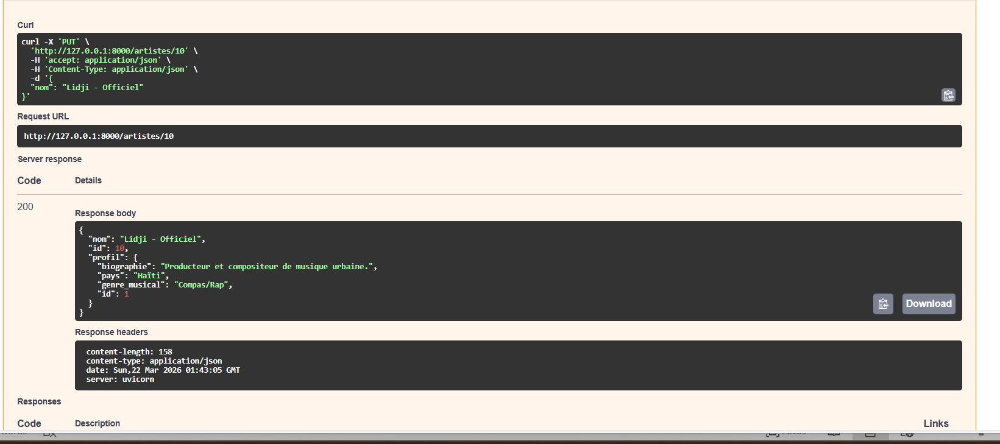 Curl
curl -X 'PUT' \
'http://127.0.0.1:8000/artistes/10' \
-H 'accept: application/json' \
-H 'Content-Type: application/json' \
-d '{
"nom": "Lidji - Officiel"
}'
Request URL
http://127.0.0.1:8000/artistes/10
Server response
Code Details
200
Response body
{
"nom": "Lidji - Officiel",
"id": 10,
"profil": {
"biographie": "Producteur et compositeur de musique urbaine.",
"pays": "Haïti",
"genre_musical": "Compas/Rap",
"id": 1
}
}
Download
Response headers
content-length: 158
content-type: application/json
date: Sun,22 Mar 2026 01:43:05 GMT
server: uvicorn
Responses
Code Description Links